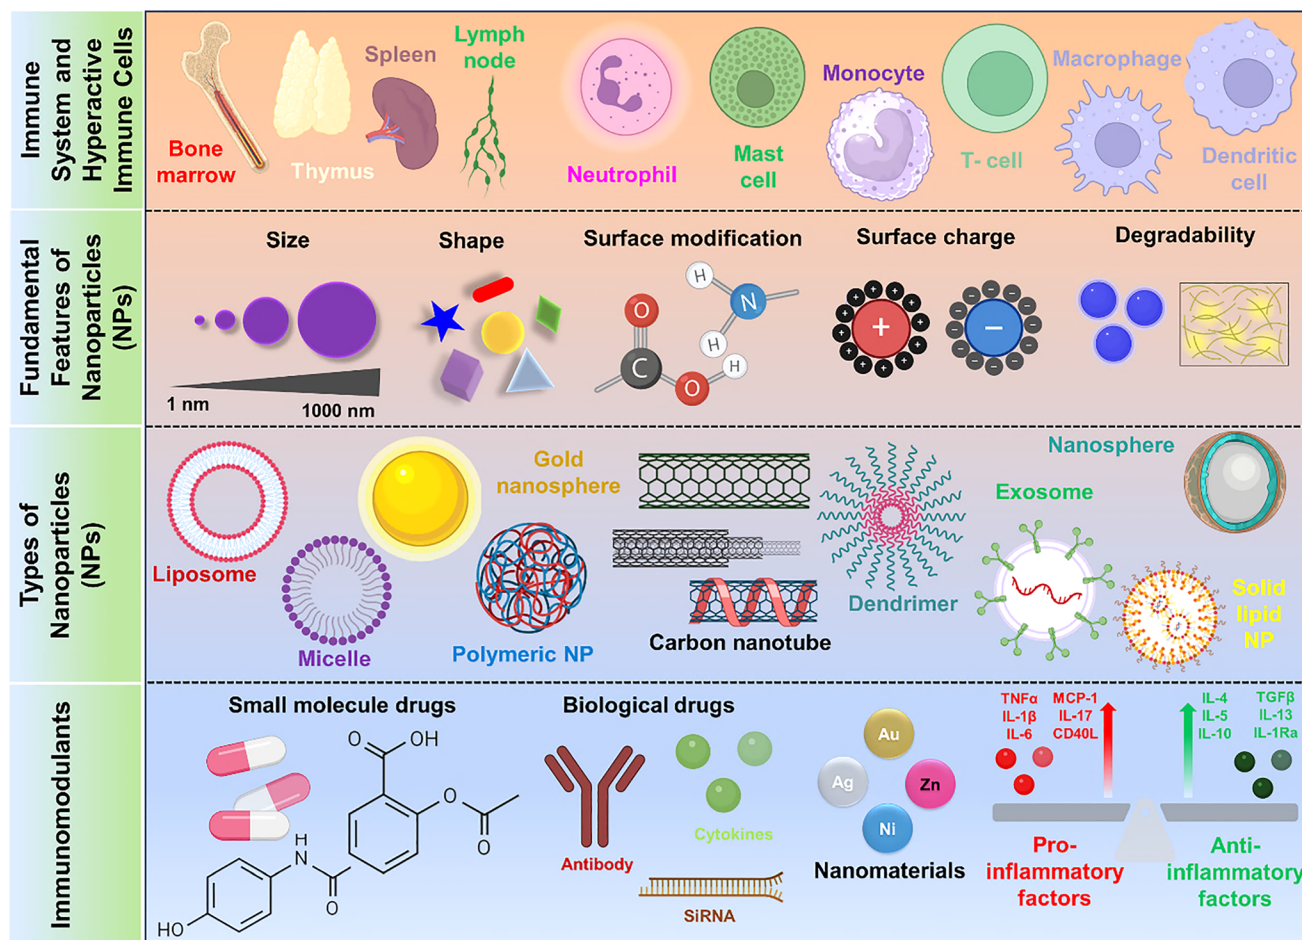 Immune
System and
Hyperactive
Immune Cells
Bone
marrow
Thymus
Spleen
Lymph
node
Neutrophil
Mast
cell
Monocyte
T- cell
Macrophage
Dendritic
cell
Fundamental
Features of
Nanoparticles
(NPs)
Size
1 nm
1000 nm
Shape
Surface modification
H
N
H
O
C
O
H
Surface charge
+
−
Degradability
Types of
Nanoparticles
(NPs)
Liposome
Micelle
Gold
nanosphere
Polymeric NP
Carbon nanotube
Dendrimer
Exosome
Nanosphere
Solid
lipid
NP
Immunomodulants
Small molecule drugs
O
OH
O
O
H
N
O
HO
Biological drugs
Antibody
Cytokines
SiRNA
Au
Ag
Zn
Ni
Nanomaterials
TNFα MCP-1
IL-1β IL-17
IL-6 CD40L
Pro-
inflammatory
factors
IL-4 TGFβ
IL-5 IL-13
IL-10 IL-1Ra
Anti-
inflammatory
factors